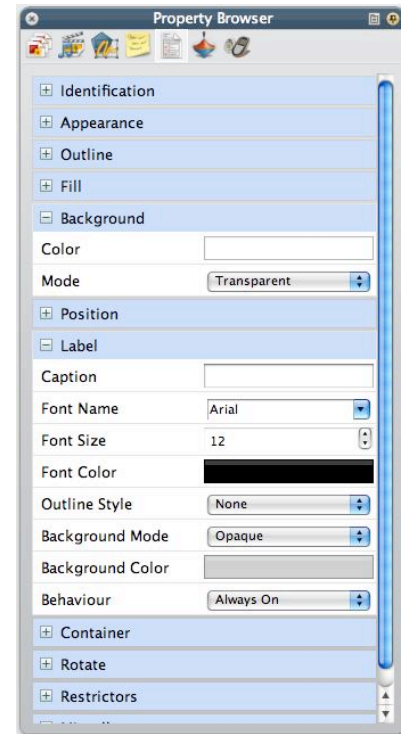 Property Browser
Identification
Appearance
Outline
Fill
Background
Color
Mode Transparent
Position
Label
Caption
Font Name Arial
Font Size 12
Font Color
Outline Style None
Background Mode Opaque
Background Color
Behaviour Always On
Container
Rotate
Restrictors